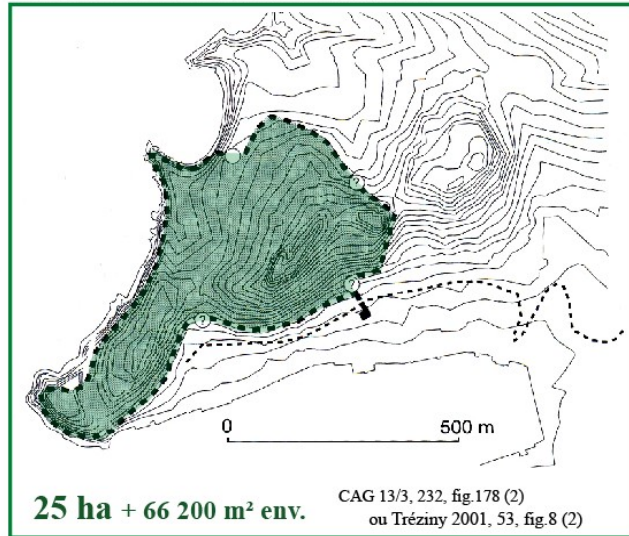 ?
?
?
0 500 m
25 ha + 66 200 m² env.
CAG 13/3, 232, fig.178 (2)
ou Tréziny 2001, 53, fig.8 (2)